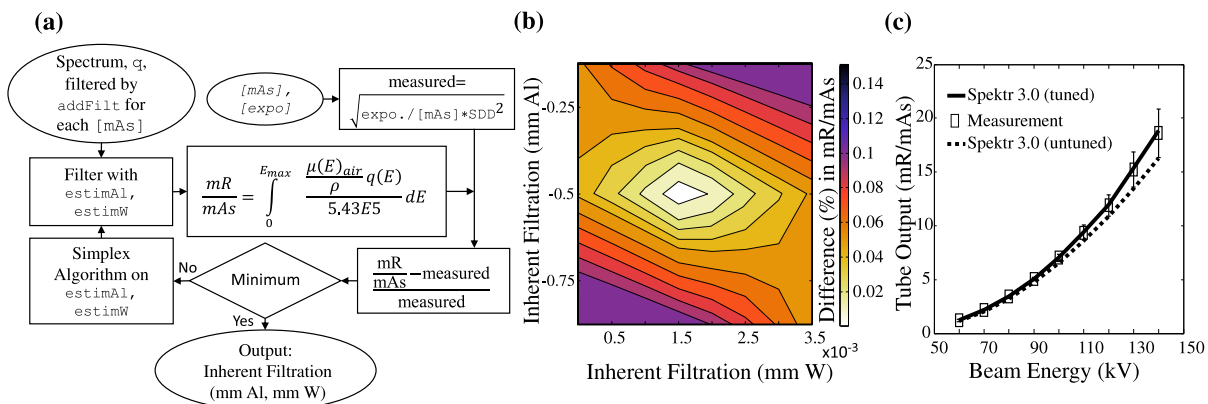 (a)
Spectrum, q,
filtered by
addFilt for
each [mAs]
[mAs],
[expo]
measured=
√expo./[mAs]*SDD²
Filter with
estimAl,
estimW
mR/mAs = ∫₀^Emax (μ(E)air/ρ q(E))/5,43E5 dE
Simplex
Algorithm on
estimAl,
estimW
No
Minimum
Yes
(mR/mAs −measured)/measured
Output:
Inherent Filtration
(mm Al, mm W)
(b)
Inherent Filtration (mm Al)
-0.25
-0.5
-0.75
0.5
1
1.5
2
2.5
3
3.5
x10⁻³
Inherent Filtration (mm W)
Difference (%) in mR/mAs
0.14
0.12
0.10
0.08
0.06
0.04
0.02
(c)
Tube Output (mR/mAs)
25
20
15
10
5
0
Spektr 3.0 (tuned)
Measurement
Spektr 3.0 (untuned)
50
70
90
110
130
150
Beam Energy (kV)